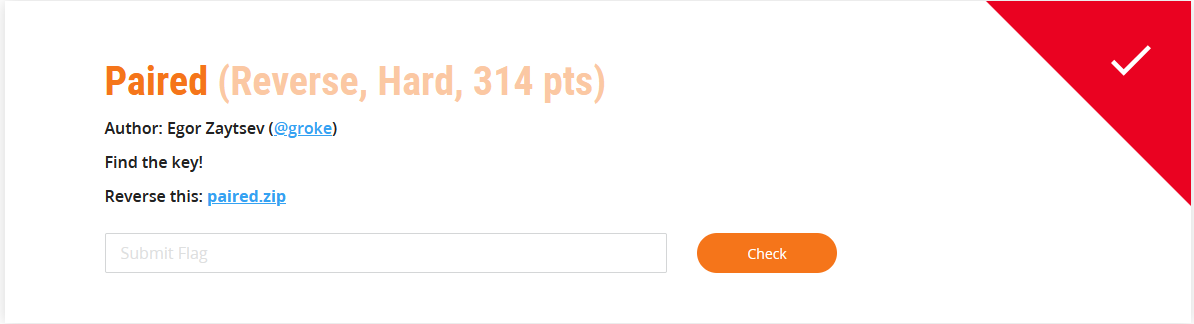 Paired (Reverse, Hard, 314 pts)
Author: Egor Zaytsev (@groke)
Find the key!
Reverse this: paired.zip
Submit Flag
Check